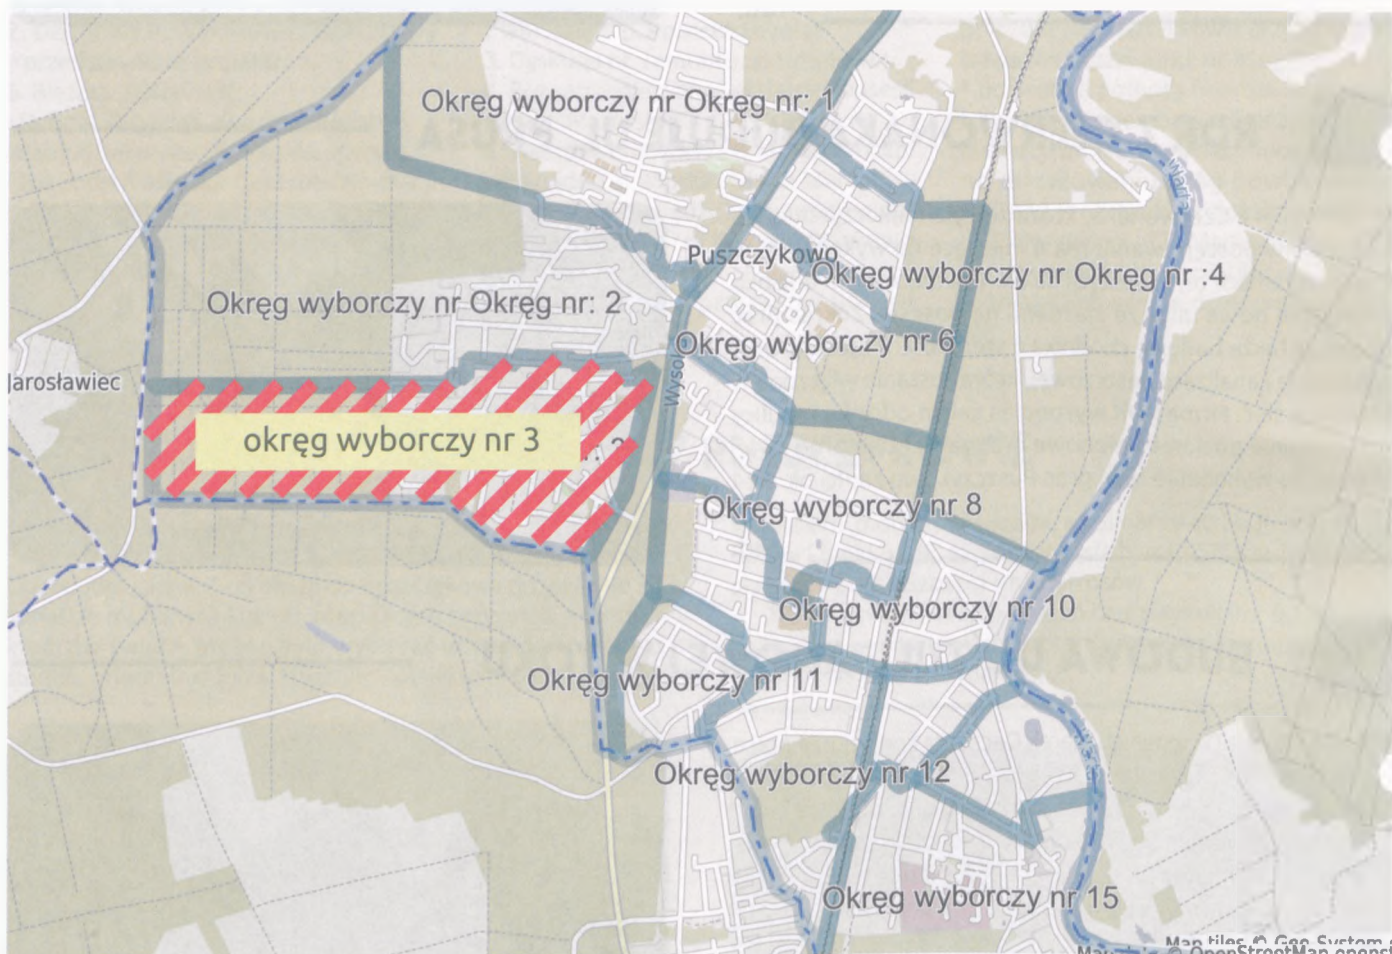 Okręg wyborczy nr Okręg nr: 1
Warta
Puszczykowo
Okręg wyborczy nr Okręg nr :4
Okręg wyborczy nr Okręg nr: 2
Okręg wyborczy nr 6
Jarosławiec
okręg wyborczy nr 3
Okręg wyborczy nr 8
Okręg wyborczy nr 10
Okręg wyborczy nr 11
Okręg wyborczy nr 12
Okręg wyborczy nr 15
Map tiles © Geo System
© OpenStreetMap